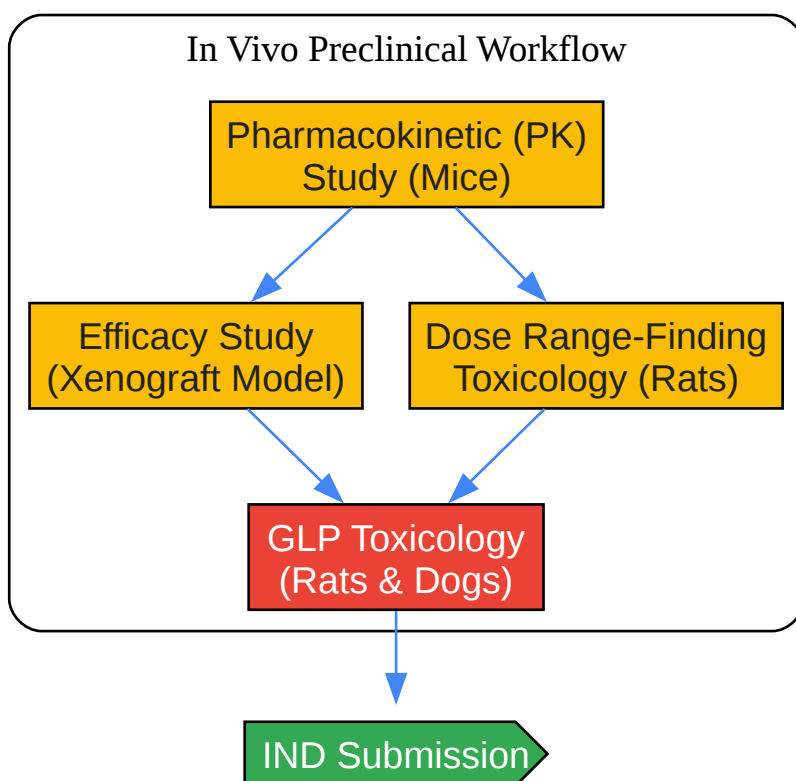 In Vivo Preclinical Workflow
Pharmacokinetic (PK)
Study (Mice)
Efficacy Study
(Xenograft Model)
Dose Range-Finding
Toxicology (Rats)
GLP Toxicology
(Rats & Dogs)
IND Submission